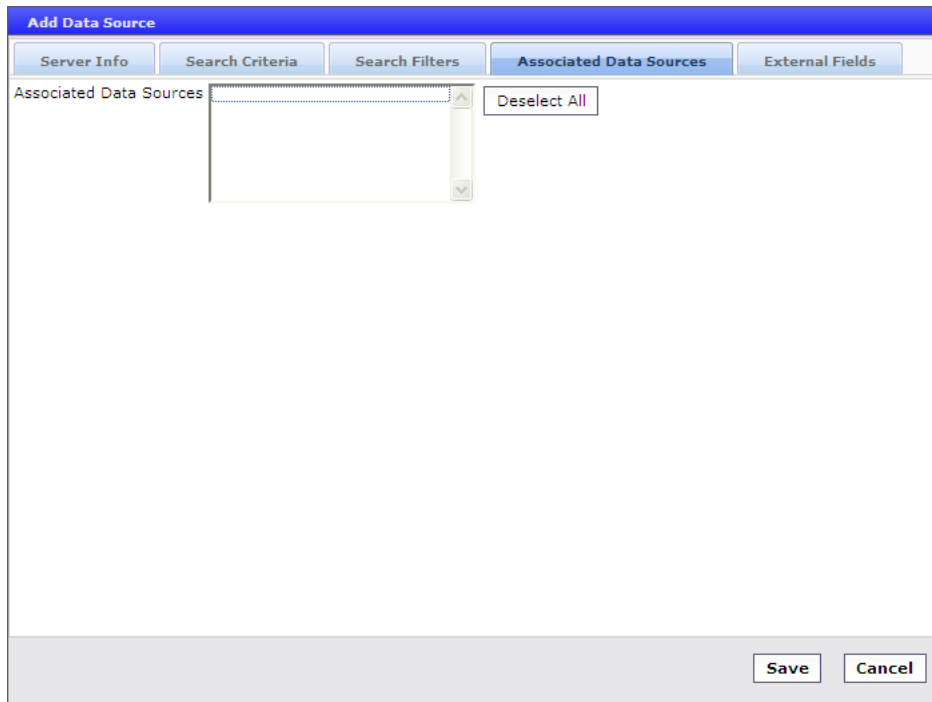 Add Data Source
Server Info
Search Criteria
Search Filters
Associated Data Sources
External Fields
Associated Data Sources
Deselect All
Save
Cancel